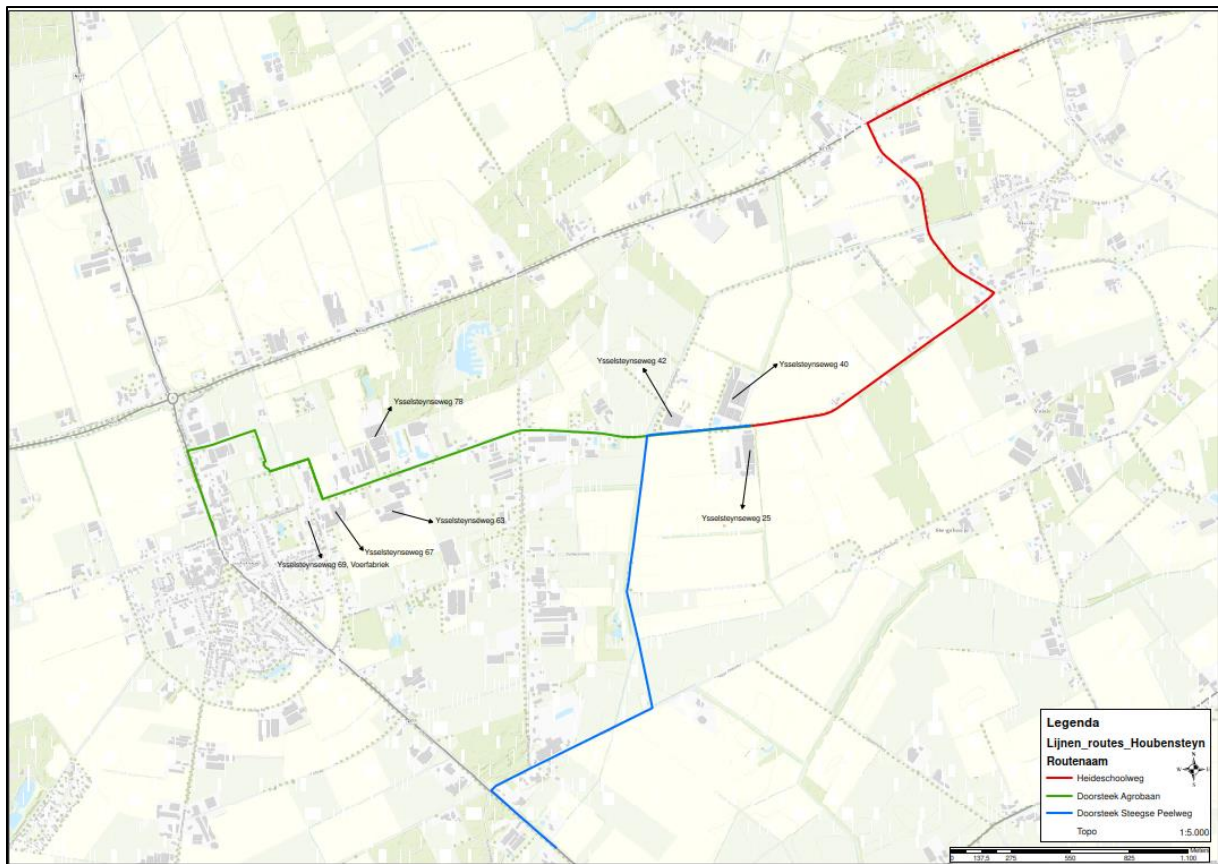 Ysselsteynseweg 42
Ysselsteynseweg 40
Ysselsteynseweg 78
Ysselsteynseweg 63
Ysselsteynseweg 25
Ysselsteynseweg 67
Ysselsteynseweg 69, Voerfabriek
Legenda
Lijnen_routes_Houbensteyn
Routenaam
N
W
E
S
Heideschoolweg
Doorsteek Agrobaan
Doorsteek Steegse Peelweg
Topo 1:5.000
Meters
0 137,5 275 550 825 1.100